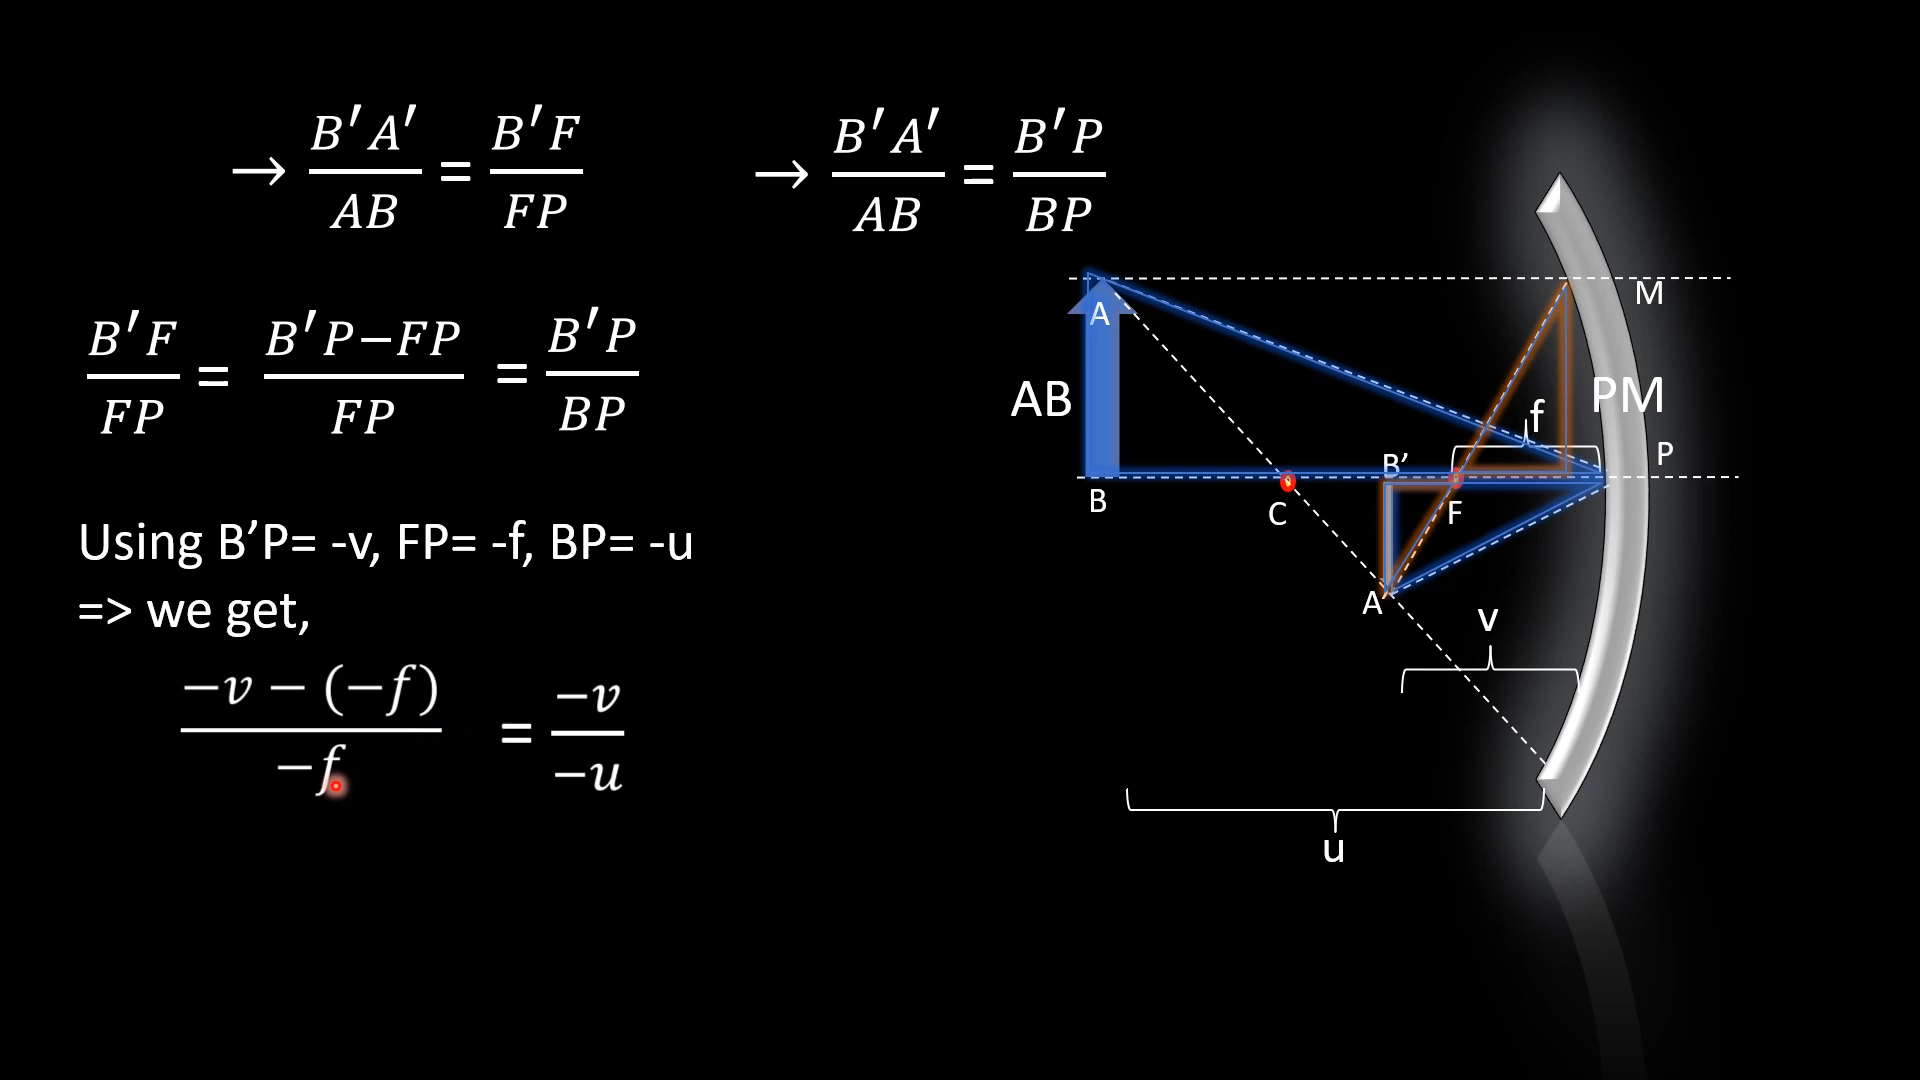 → B′A′/AB = B′F/FP
→ B′A′/AB = B′P/BP
B′F/FP = B′P−FP/FP = B′P/BP
Using B’P= -v, FP= -f, BP= -u
=> we get,
−v − (−f)/−f = −v/−u
M
A
AB
PM
f
P
B’
B
C
F
A’
v
u